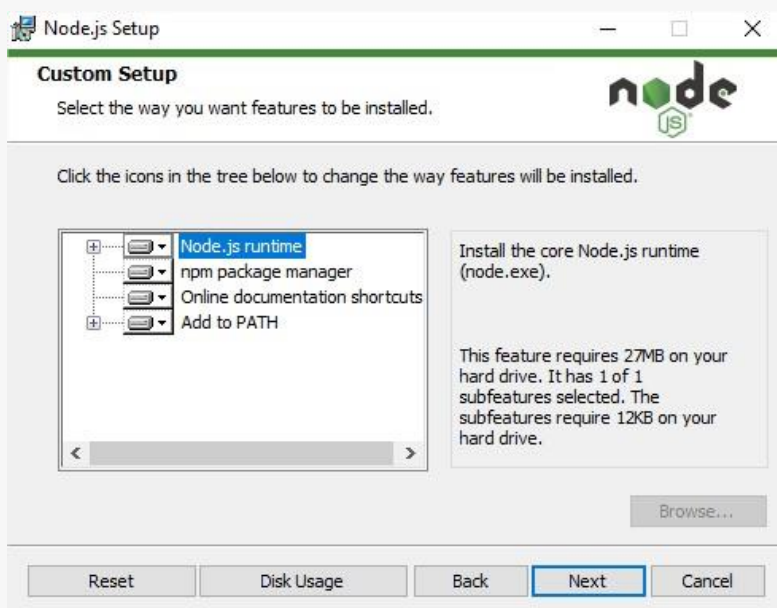 Node.js Setup
Custom Setup
Select the way you want features to be installed.
node
JS
Click the icons in the tree below to change the way features will be installed.
Node.js runtime
npm package manager
Online documentation shortcuts
Add to PATH
Install the core Node.js runtime
(node.exe).
This feature requires 27MB on your
hard drive. It has 1 of 1
subfeatures selected. The
subfeatures require 12KB on your
hard drive.
Browse...
Reset
Disk Usage
Back
Next
Cancel